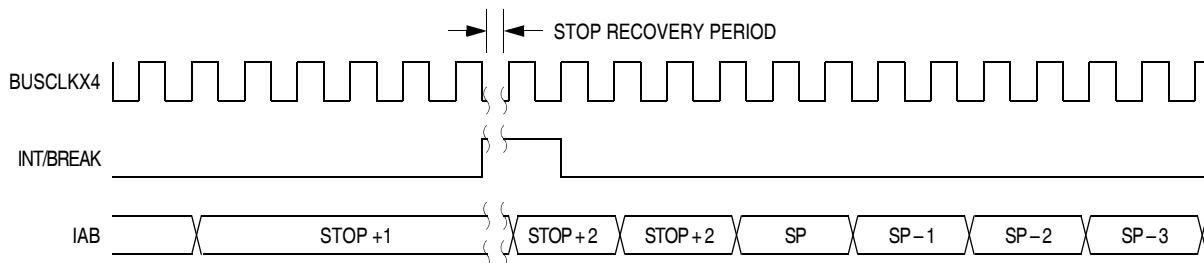 STOP RECOVERY PERIOD
BUSCLKX4
INT/BREAK
IAB STOP +1 STOP + 2 STOP + 2 SP SP – 1 SP – 2 SP – 3